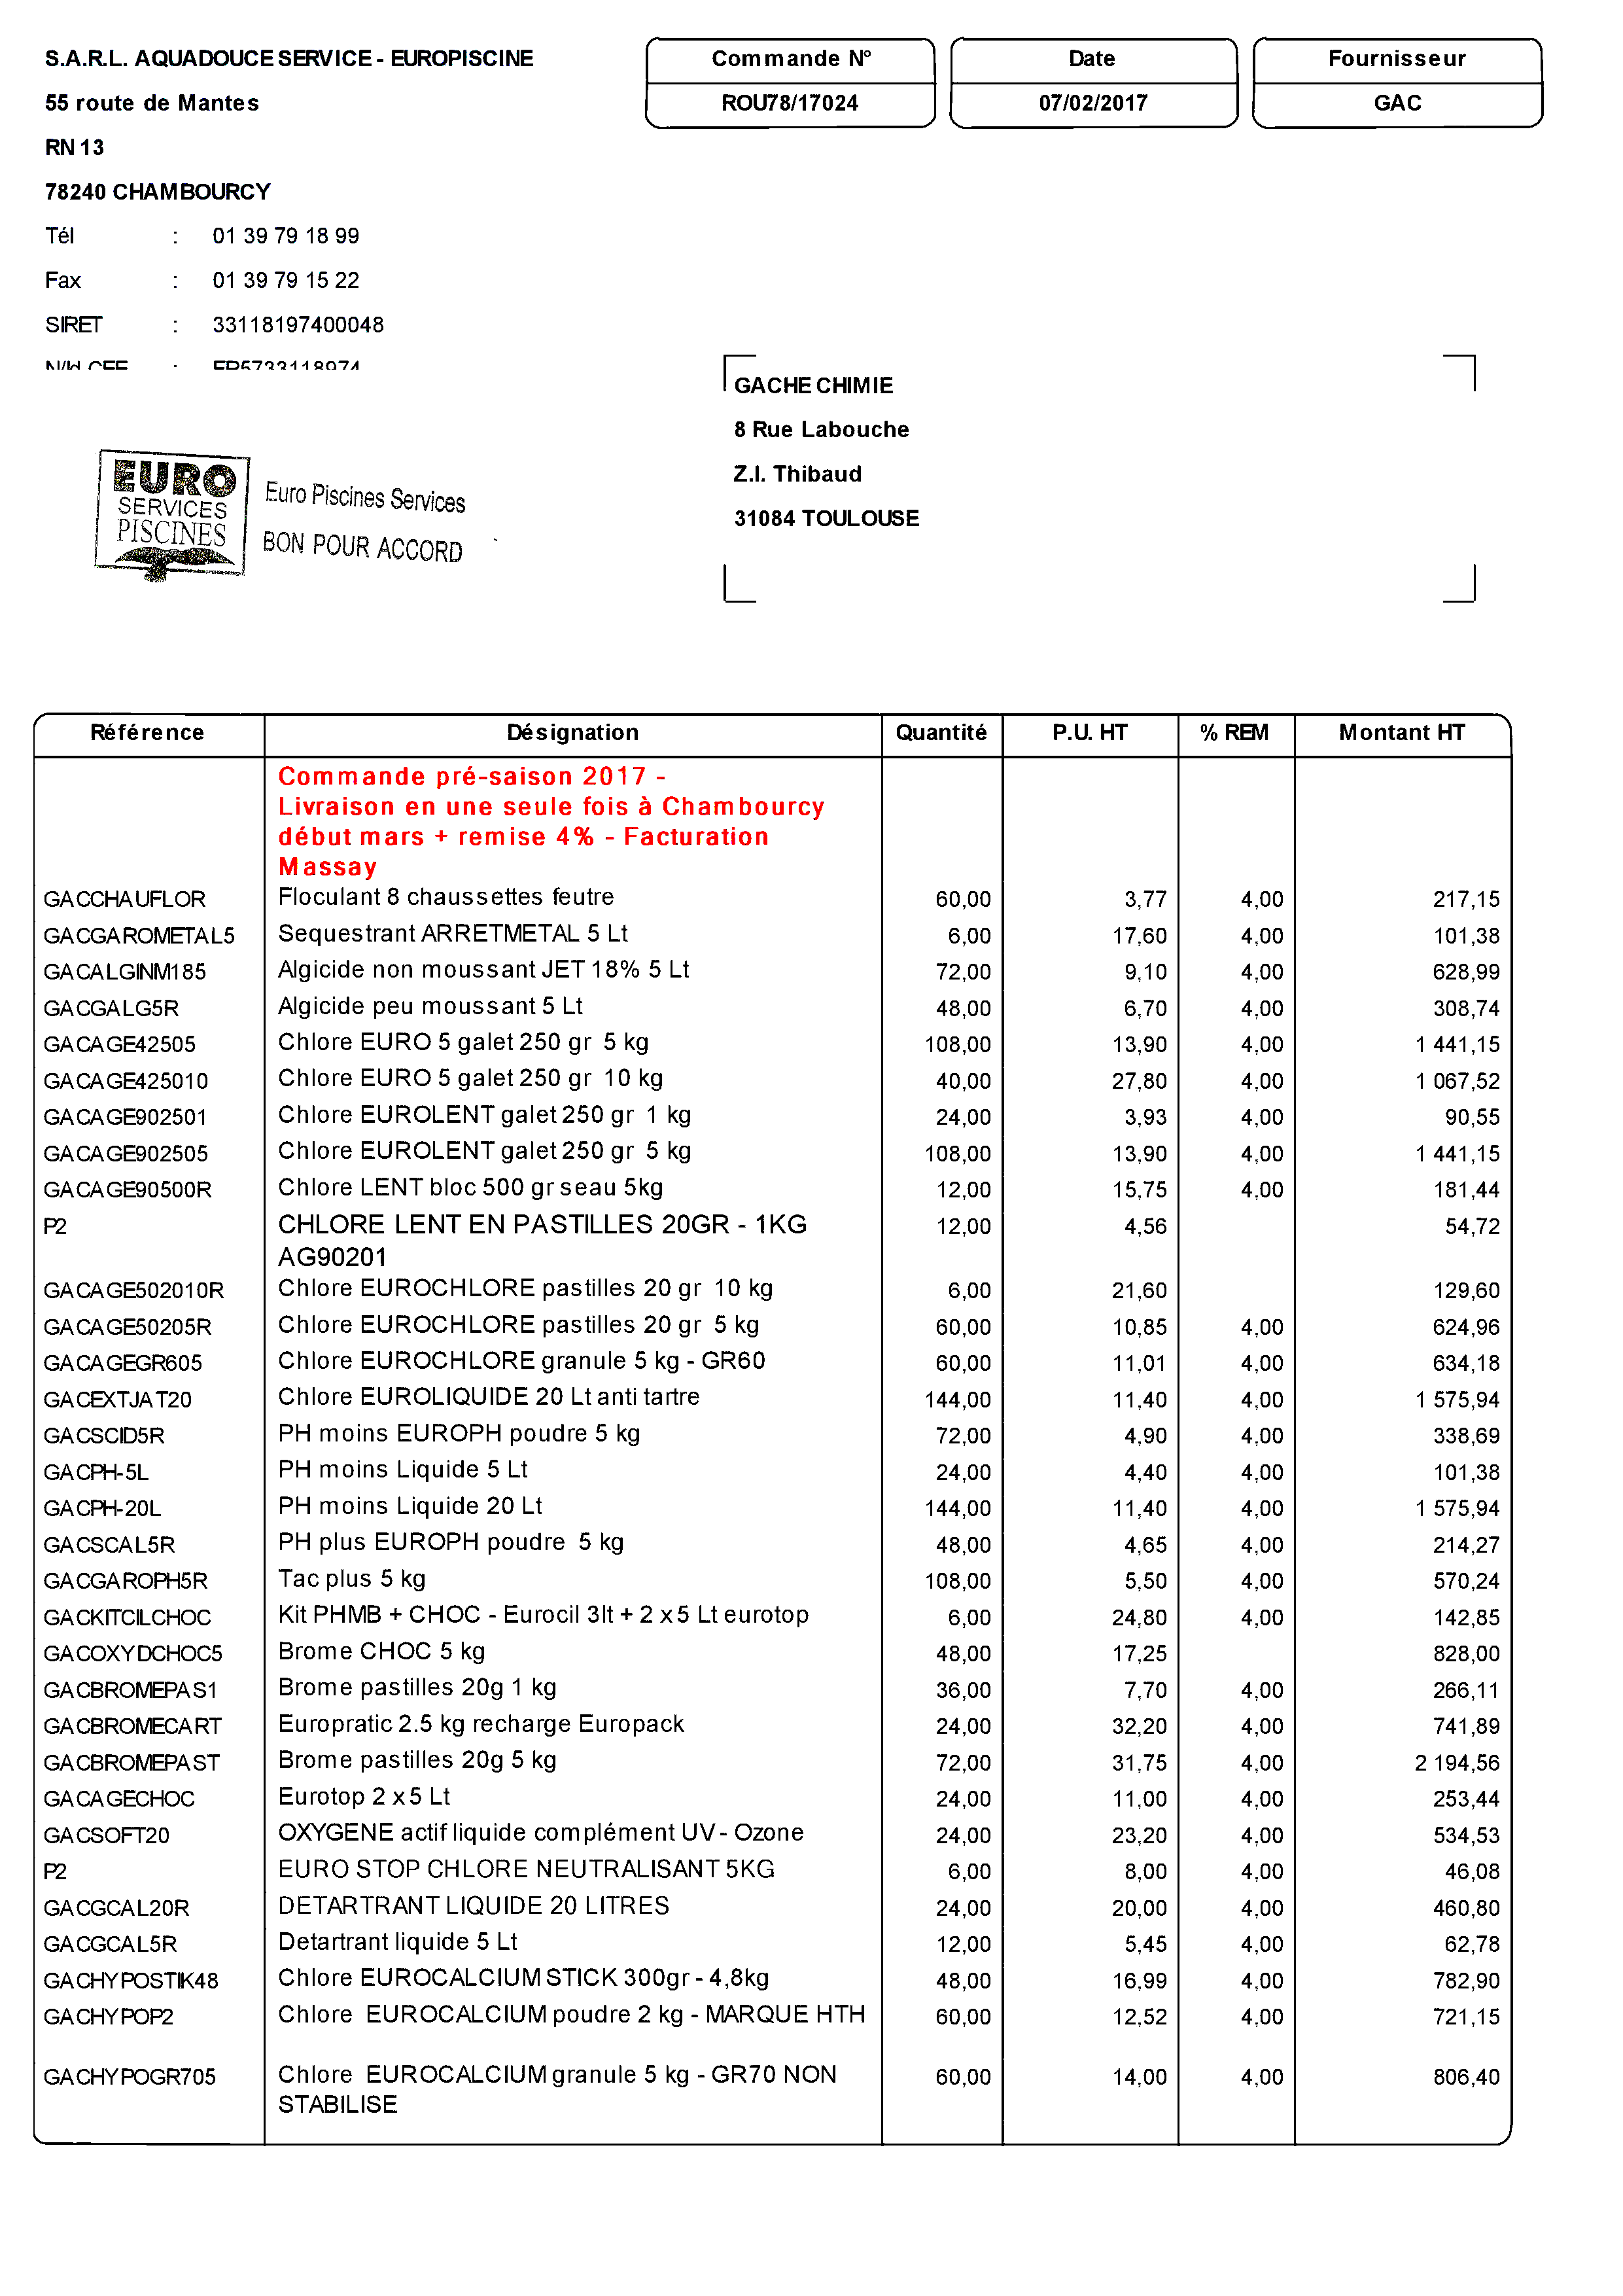 S.A.R.L. AQUADOUCE SERVICE - EUROPISCINE
55 route de Mantes
RN 13
78240 CHAMBOURCY
Tél : 01 39 79 18 99
Fax : 01 39 79 15 22
SIRET : 33118197400048
Commande N° Date Fournisseur
ROU78/17024 07/02/2017 GAC
GACHE CHIMIE
8 Rue Labouche
Z.I. Thibaud
31084 TOULOUSE
EURO
SERVICES
PISCINES
Euro Piscines Services
BON POUR ACCORD
Référence Désignation Quantité P.U. HT % REM Montant HT
Commande pré-saison 2017 -
Livraison en une seule fois à Chambourcy
début mars + remise 4% - Facturation
Massay
GACCHAUFLOR Floculant 8 chaussettes feutre 60,00 3,77 4,00 217,15
GACGAROMETAL5 Sequestrant ARRETMETAL 5 Lt 6,00 17,60 4,00 101,38
GACALGINM185 Algicide non moussant JET 18% 5 Lt 72,00 9,10 4,00 628,99
GACGALG5R Algicide peu moussant 5 Lt 48,00 6,70 4,00 308,74
GACAGE42505 Chlore EURO 5 galet 250 gr 5 kg 108,00 13,90 4,00 1 441,15
GACAGE425010 Chlore EURO 5 galet 250 gr 10 kg 40,00 27,80 4,00 1 067,52
GACAGE902501 Chlore EUROLENT galet 250 gr 1 kg 24,00 3,93 4,00 90,55
GACAGE902505 Chlore EUROLENT galet 250 gr 5 kg 108,00 13,90 4,00 1 441,15
GACAGE90500R Chlore LENT bloc 500 gr seau 5kg 12,00 15,75 4,00 181,44
P2 CHLORE LENT EN PASTILLES 20GR - 1KG 12,00 4,56 54,72
AG90201
GACAGE502010R Chlore EUROCHLORE pastilles 20 gr 10 kg 6,00 21,60 129,60
GACAGE50205R Chlore EUROCHLORE pastilles 20 gr 5 kg 60,00 10,85 4,00 624,96
GACAGEGR605 Chlore EUROCHLORE granule 5 kg - GR60 60,00 11,01 4,00 634,18
GACEXTJAT20 Chlore EUROLIQUIDE 20 Lt anti tartre 144,00 11,40 4,00 1 575,94
GACSCID5R PH moins EUROPH poudre 5 kg 72,00 4,90 4,00 338,69
GACPH-5L PH moins Liquide 5 Lt 24,00 4,40 4,00 101,38
GACPH-20L PH moins Liquide 20 Lt 144,00 11,40 4,00 1 575,94
GACSCAL5R PH plus EUROPH poudre 5 kg 48,00 4,65 4,00 214,27
GACGAROPH5R Tac plus 5 kg 108,00 5,50 4,00 570,24
GACKITCILCHOC Kit PHMB + CHOC - Eurocil 3lt + 2 x 5 Lt eurotop 6,00 24,80 4,00 142,85
GACOXYDCHOC5 Brome CHOC 5 kg 48,00 17,25 828,00
GACBROMEPAS1 Brome pastilles 20g 1 kg 36,00 7,70 4,00 266,11
GACBROMECART Europratic 2.5 kg recharge Europack 24,00 32,20 4,00 741,89
GACBROMEPAST Brome pastilles 20g 5 kg 72,00 31,75 4,00 2 194,56
GACAGECHOC Eurotop 2 x 5 Lt 24,00 11,00 4,00 253,44
GACSOFT20 OXYGENE actif liquide complément UV - Ozone 24,00 23,20 4,00 534,53
P2 EURO STOP CHLORE NEUTRALISANT 5KG 6,00 8,00 4,00 46,08
GACGCAL20R DETARTRANT LIQUIDE 20 LITRES 24,00 20,00 4,00 460,80
GACGCAL5R Detartrant liquide 5 Lt 12,00 5,45 4,00 62,78
GACHYPOSTIK48 Chlore EUROCALCIUM STICK 300gr - 4,8kg 48,00 16,99 4,00 782,90
GACHYPOP2 Chlore EUROCALCIUM poudre 2 kg - MARQUE HTH 60,00 12,52 4,00 721,15
GACHYPOGR705 Chlore EUROCALCIUM granule 5 kg - GR70 NON 60,00 14,00 4,00 806,40
STABILISE